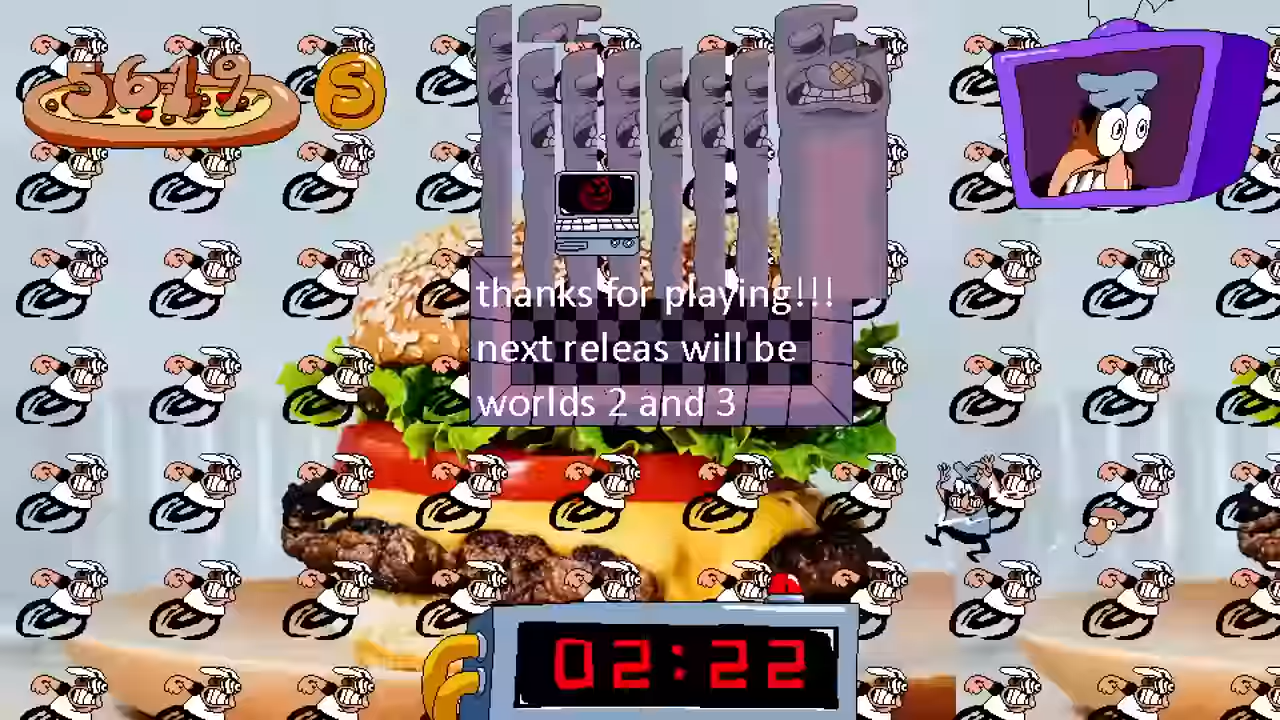 5619 S
thanks for playing!!!
next releas will be
worlds 2 and 3
02:22